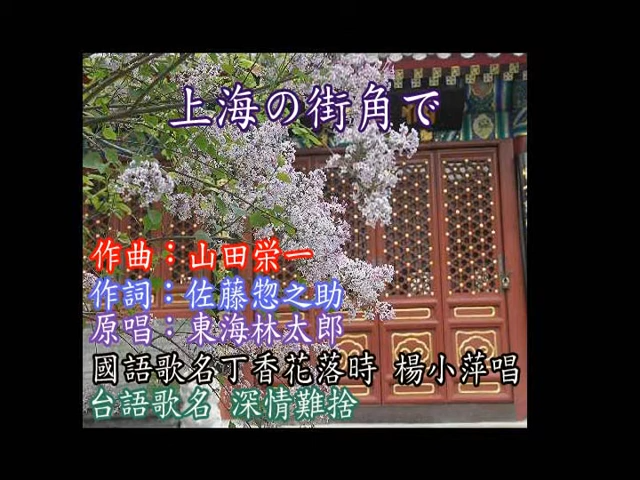 上海の街角で
作曲：山田栄一
作詞：佐藤惣之助
原唱：東海林太郎
國語歌名丁香花落時 楊小萍唱
台語歌名 深情難捨